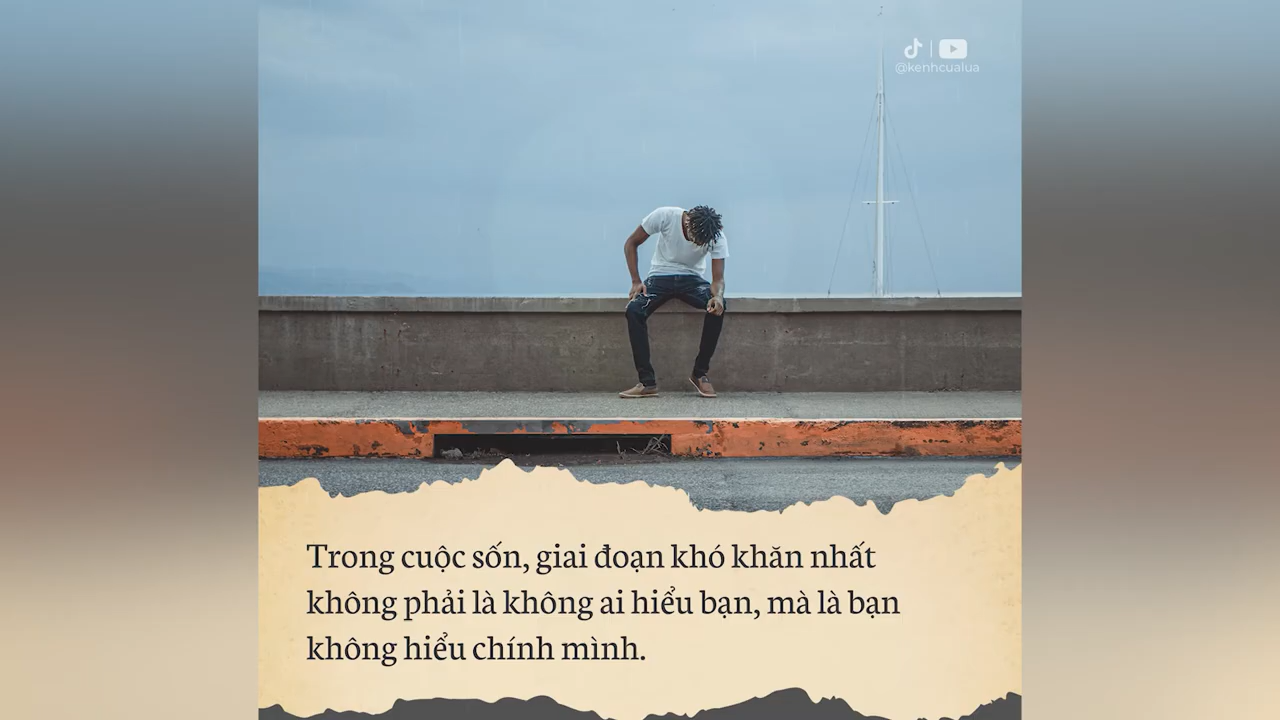 @kenhcualua
Trong cuộc sốn, giai đoạn khó khăn nhất
không phải là không ai hiểu bạn, mà là bạn
không hiểu chính mình.